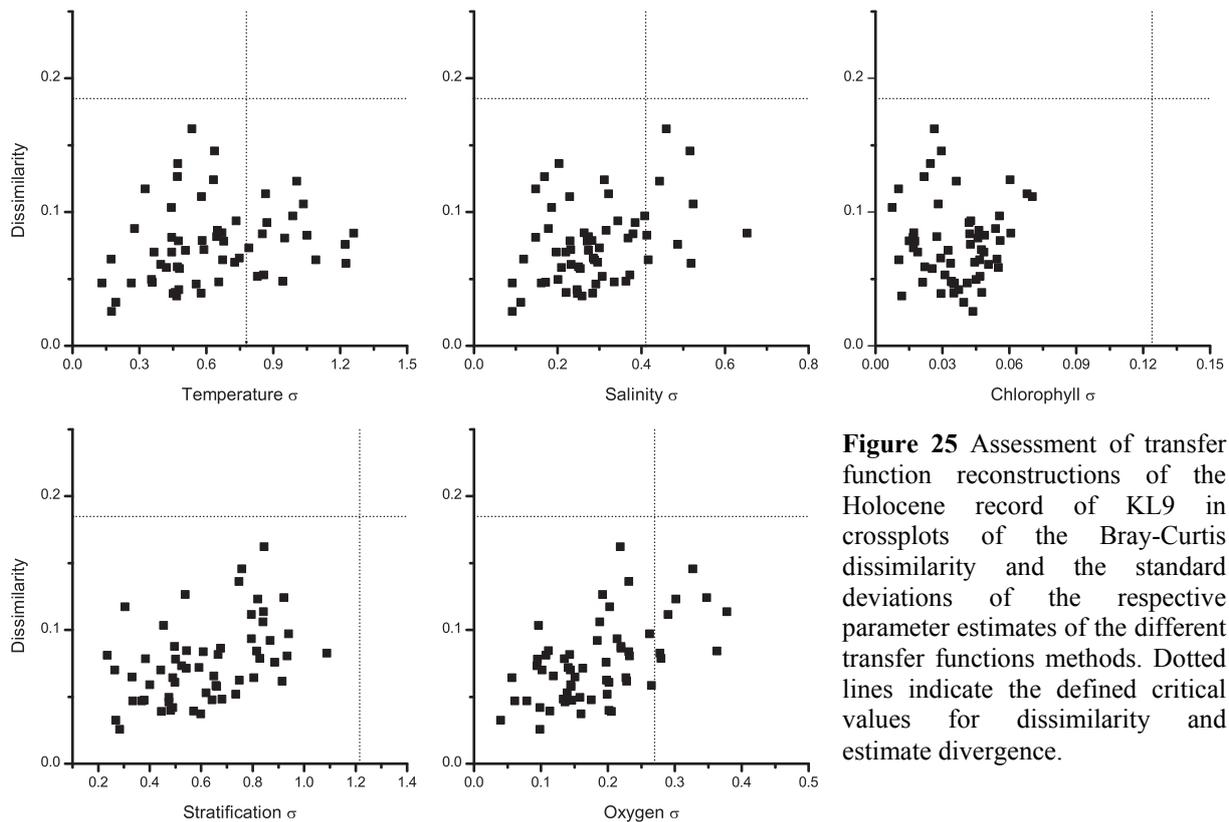 0.2
0.1
0.0
Dissimilarity
0.0 0.3 0.6 0.9 1.2 1.5
Temperature σ
0.2
0.1
0.0
0.0 0.2 0.4 0.6 0.8
Salinity σ
0.2
0.1
0.0
0.00 0.03 0.06 0.09 0.12 0.15
Chlorophyll σ
0.2
0.1
0.0
Dissimilarity
0.2 0.4 0.6 0.8 1.0 1.2 1.4
Stratification σ
0.2
0.1
0.0
0.0 0.1 0.2 0.3 0.4 0.5
Oxygen σ
Figure 25 Assessment of transfer
function reconstructions of the
Holocene record of KL9 in
crossplots of the Bray-Curtis
dissimilarity and the standard
deviations of the respective
parameter estimates of the different
transfer functions methods. Dotted
lines indicate the defined critical
values for dissimilarity and
estimate divergence.